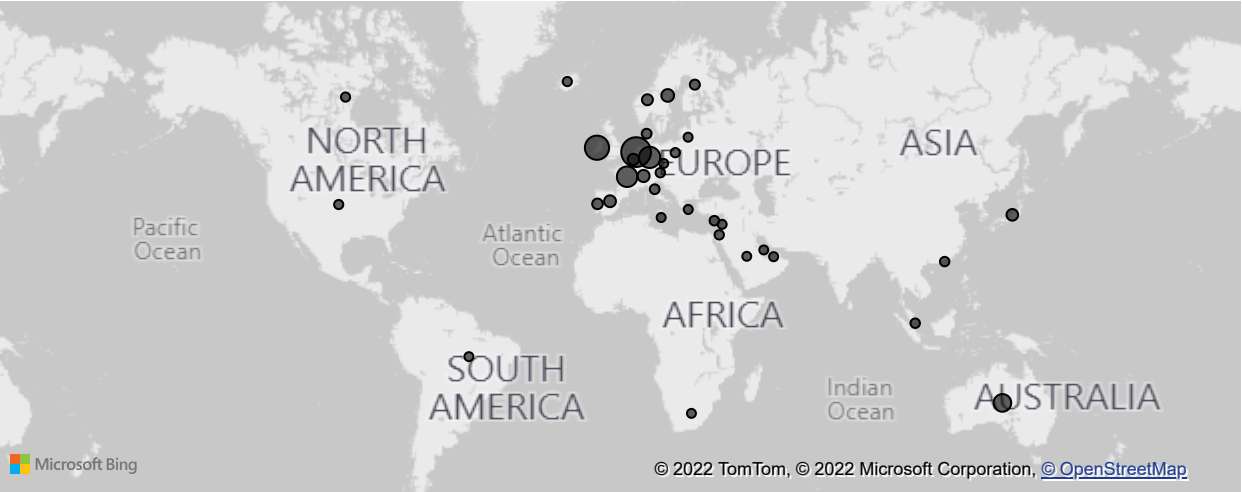 NORTH
AMERICA
EUROPE
ASIA
Pacific
Ocean
Atlantic
Ocean
AFRICA
SOUTH
AMERICA
Indian
Ocean
AUSTRALIA
Microsoft Bing
© 2022 TomTom, © 2022 Microsoft Corporation, © OpenStreetMap